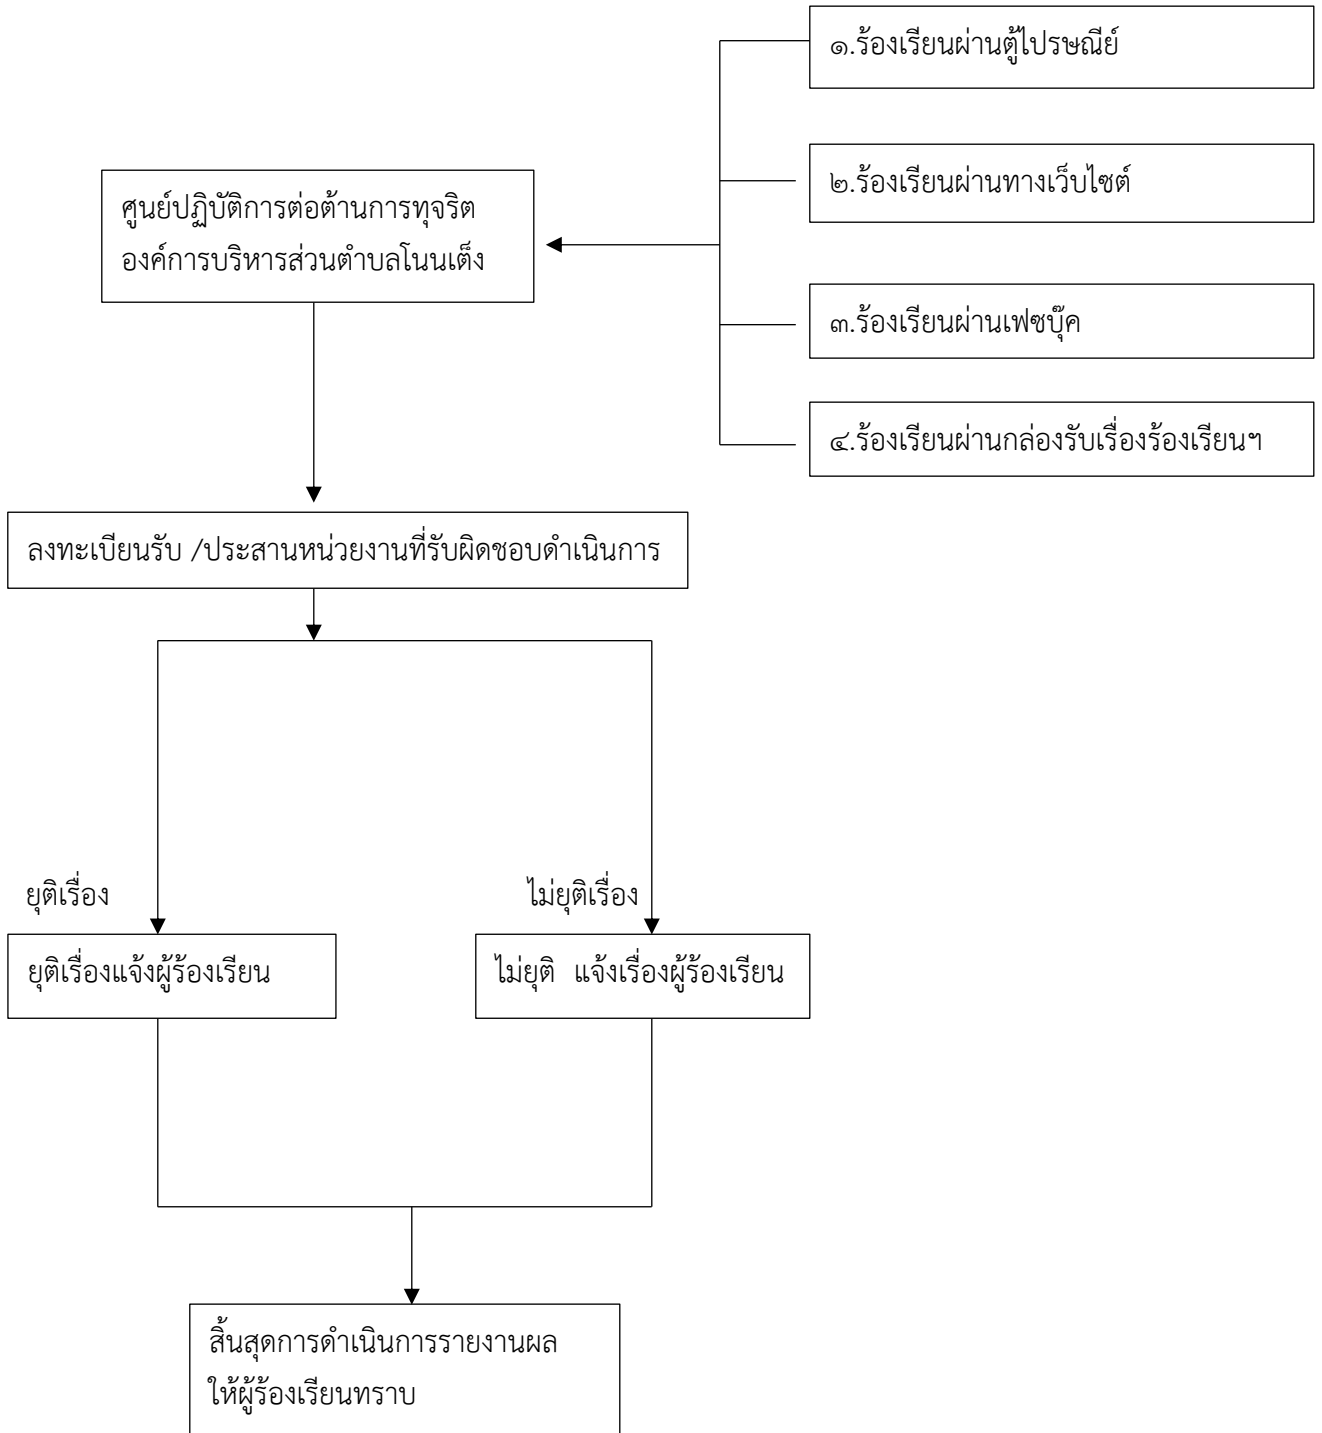 ๑.ร้องเรียนผ่านตู้ไปรษณีย์
๒.ร้องเรียนผ่านทางเว็บไซต์
ศูนย์ปฏิบัติการต่อต้านการทุจริต
องค์การบริหารส่วนตำบลโนนเต็ง
๓.ร้องเรียนผ่านเฟซบุ๊ค
๔.ร้องเรียนผ่านกล่องรับเรื่องร้องเรียนฯ
ลงทะเบียนรับ /ประสานหน่วยงานที่รับผิดชอบดำเนินการ
ยุติเรื่อง
ไม่ยุติเรื่อง
ยุติเรื่องแจ้งผู้ร้องเรียน
ไม่ยุติ แจ้งเรื่องผู้ร้องเรียน
สิ้นสุดการดำเนินการรายงานผล
ให้ผู้ร้องเรียนทราบ